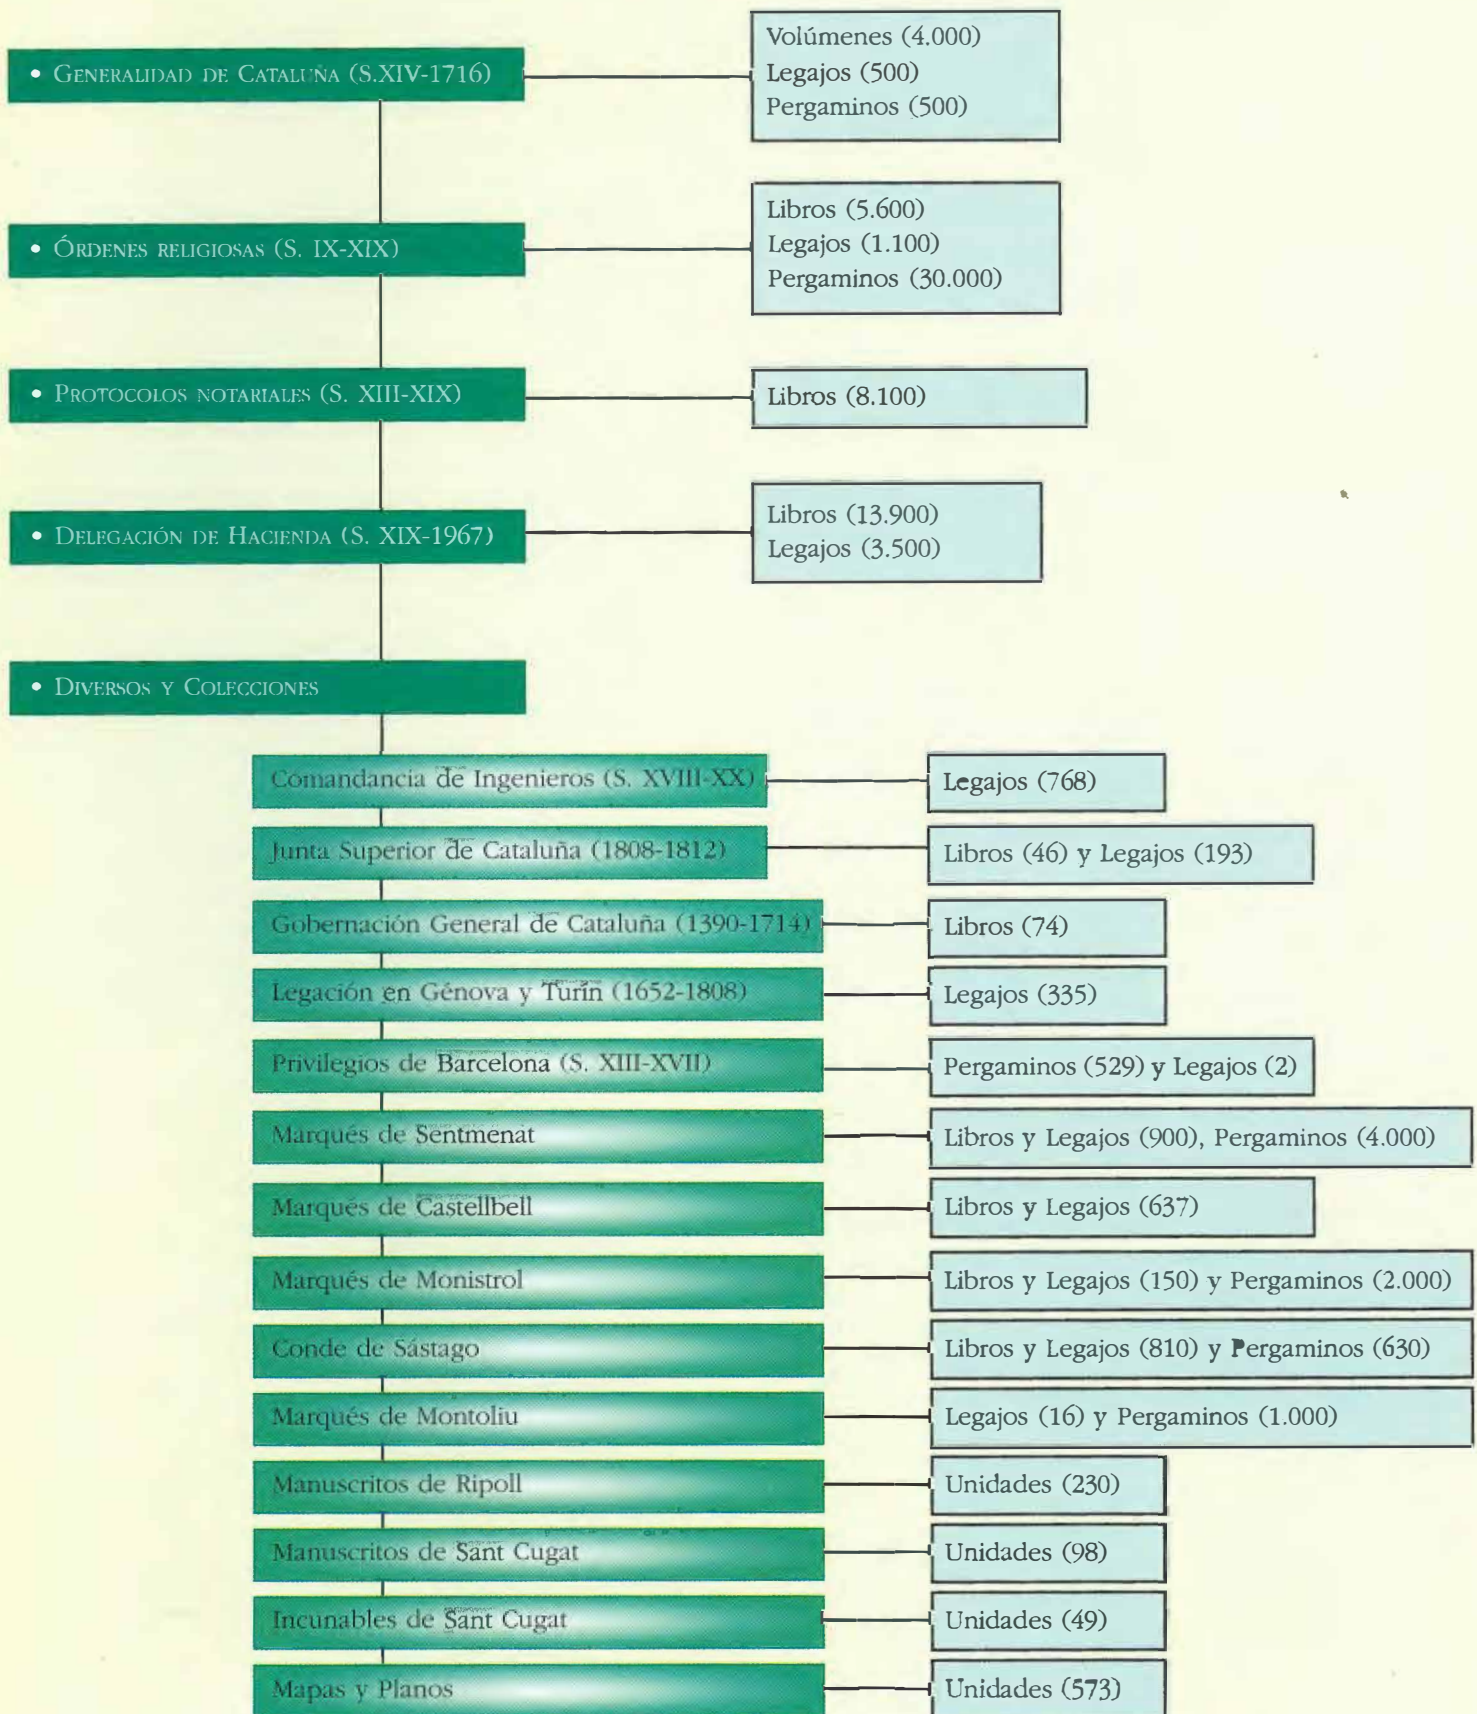 • GENERALIDAD DE CATALUÑA (S.XIV-1716)
Volúmenes (4.000)
Legajos (500)
Pergaminos (500)
• ÓRDENES RELIGIOSAS (S. IX-XIX)
Libros (5.600)
Legajos (1.100)
Pergaminos (30.000)
• PROTOCOLOS NOTARIALES (S. XIII-XIX)
Libros (8.100)
• DELEGACIÓN DE HACIENDA (S. XIX-1967)
Libros (13.900)
Legajos (3.500)
• DIVERSOS Y COLECCIONES
Comandancia de Ingenieros (S. XVIII-XX)
Legajos (768)
Junta Superior de Cataluña (1808-1812)
Libros (46) y Legajos (193)
Gobernación General de Cataluña (1390-1714)
Libros (74)
Legación en Génova y Turín (1652-1808)
Legajos (335)
Privilegios de Barcelona (S. XIII-XVII)
Pergaminos (529) y Legajos (2)
Marqués de Sentmenat
Libros y Legajos (900), Pergaminos (4.000)
Marqués de Castellbell
Libros y Legajos (637)
Marqués de Monistrol
Libros y Legajos (150) y Pergaminos (2.000)
Conde de Sástago
Libros y Legajos (810) y Pergaminos (630)
Marqués de Montoliu
Legajos (16) y Pergaminos (1.000)
Manuscritos de Ripoll
Unidades (230)
Manuscritos de Sant Cugat
Unidades (98)
Incunables de Sant Cugat
Unidades (49)
Mapas y Planos
Unidades (573)